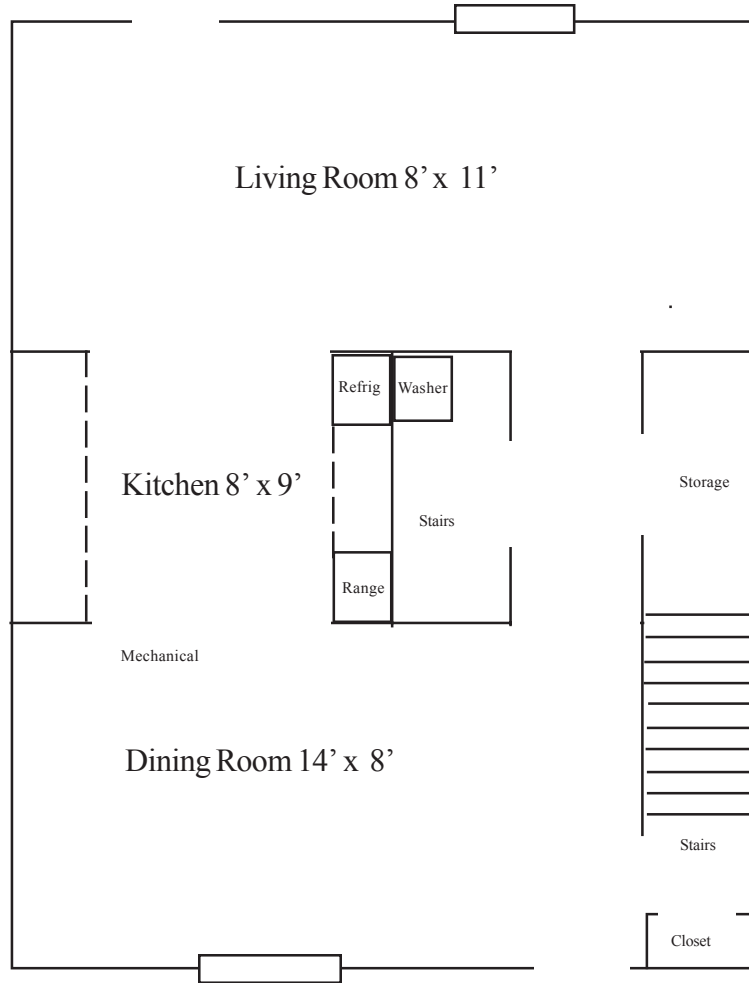 Living Room 8’ x 11’
Refrig
Washer
Kitchen 8’ x 9’
Storage
Stairs
Range
Mechanical
Dining Room 14’ x 8’
Stairs
Closet